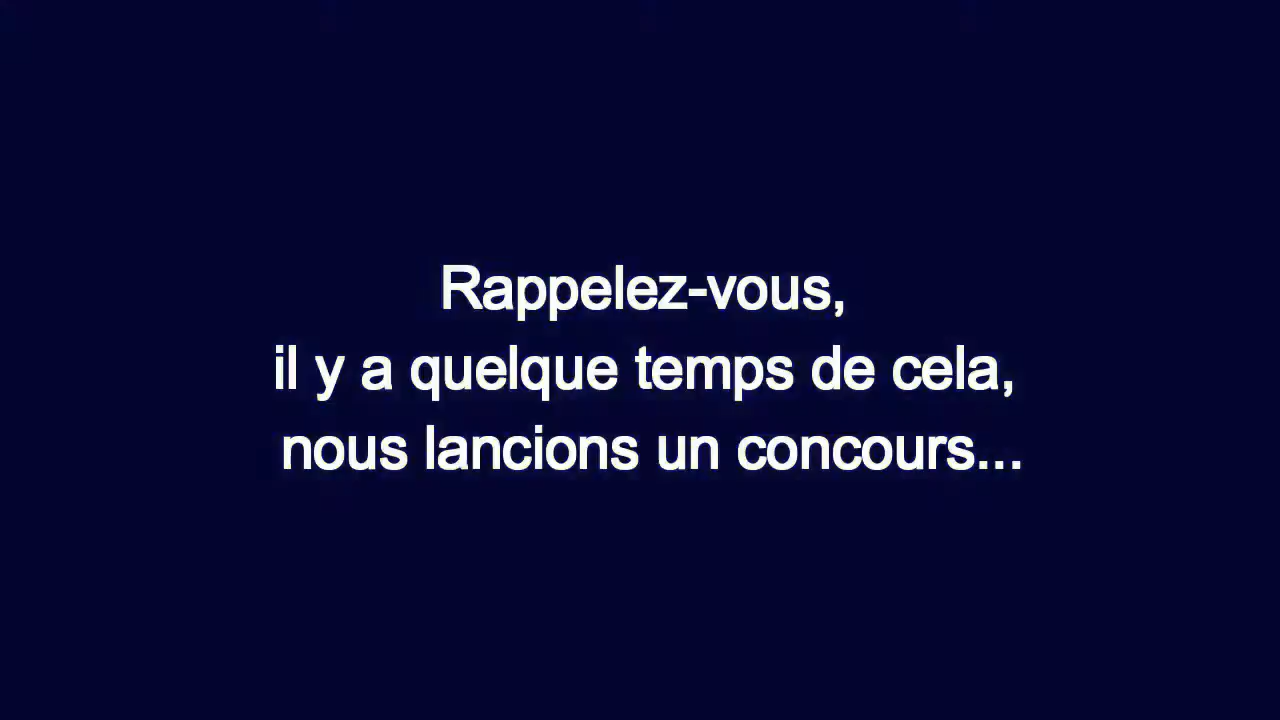 Rappelez-vous,
il y a quelque temps de cela,
nous lancions un concours...